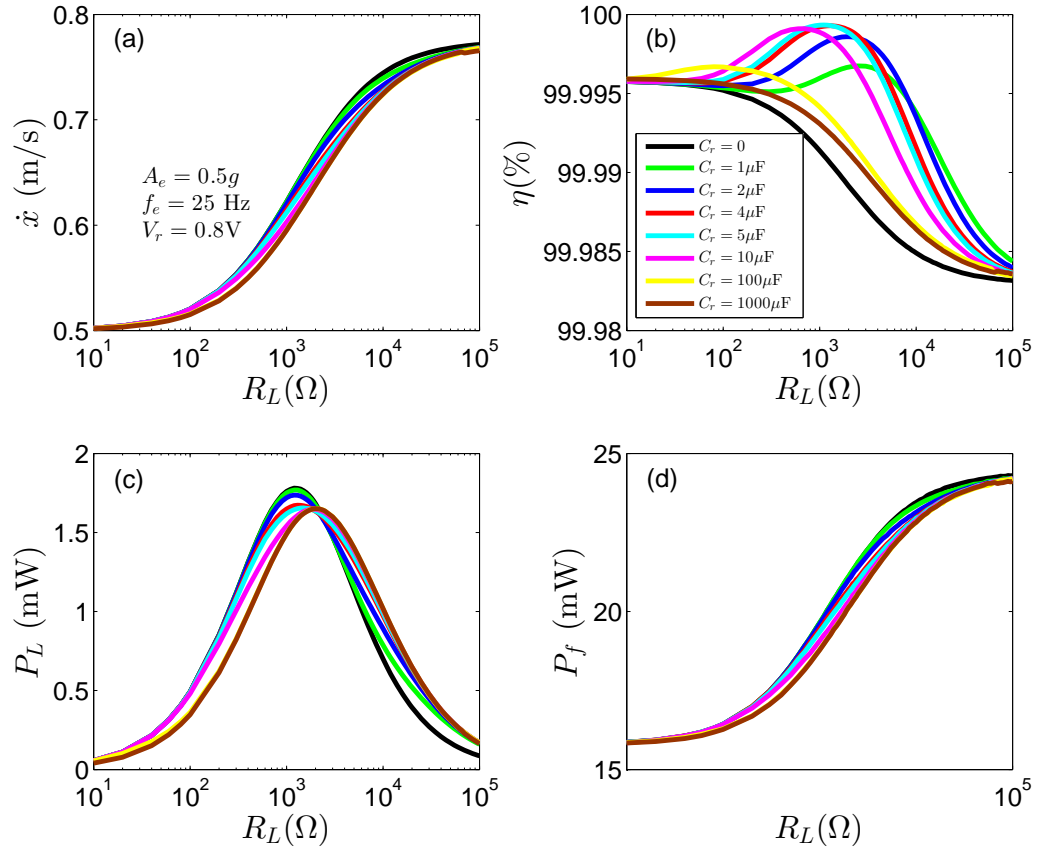 (a)
0.8
0.7
0.6
0.5
ẋ (m/s)
A_e = 0.5g
f_e = 25 Hz
V_r = 0.8V
10^1 10^2 10^3 10^4 10^5
R_L(Ω)
(b)
100
99.995
99.99
99.985
99.98
η(%)
C_r = 0
C_r = 1μF
C_r = 2μF
C_r = 4μF
C_r = 5μF
C_r = 10μF
C_r = 100μF
C_r = 1000μF
10^1 10^2 10^3 10^4 10^5
R_L(Ω)
(c)
2
1.5
1
0.5
0
P_L (mW)
10^1 10^2 10^3 10^4 10^5
R_L(Ω)
(d)
25
20
15
P_f (mW)
10^5
R_L(Ω)